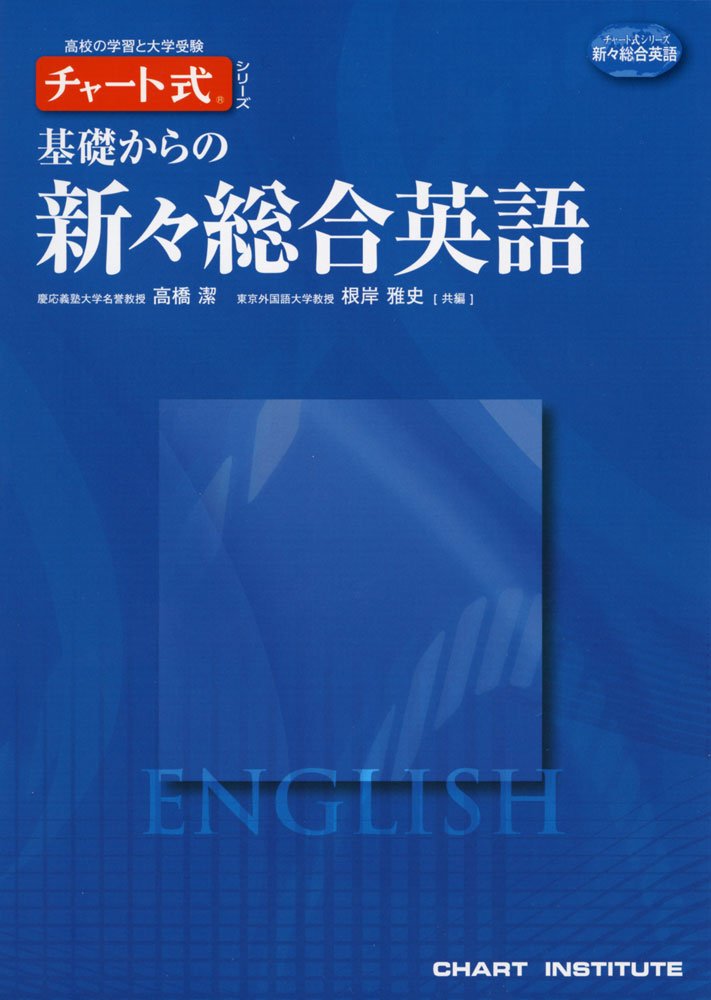 高校の学習と大学受験
チャート式®
シリーズ
チャート式シリーズ
新々総合英語
基礎からの
新々総合英語
慶応義塾大学名誉教授 高橋 潔 東京外国語大学教授 根岸 雅史 [共編]
ENGLISH
CHART INSTITUTE